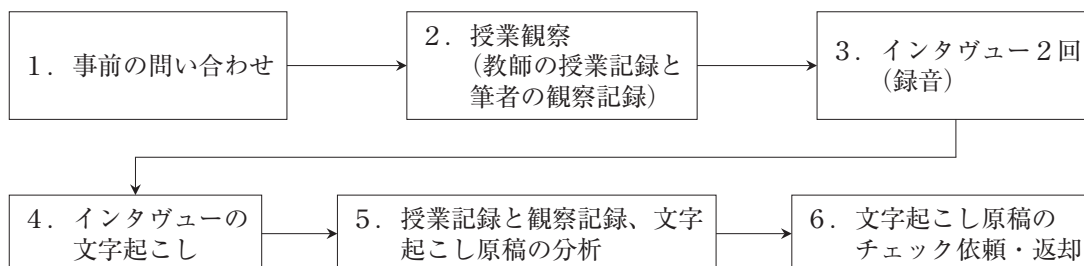 1．事前の問い合わせ
2．授業観察
（教師の授業記録と
筆者の観察記録）
3．インタヴュー２回
（録音）
4．インタヴューの
文字起こし
5．授業記録と観察記録、文字
起こし原稿の分析
6．文字起こし原稿の
チェック依頼・返却